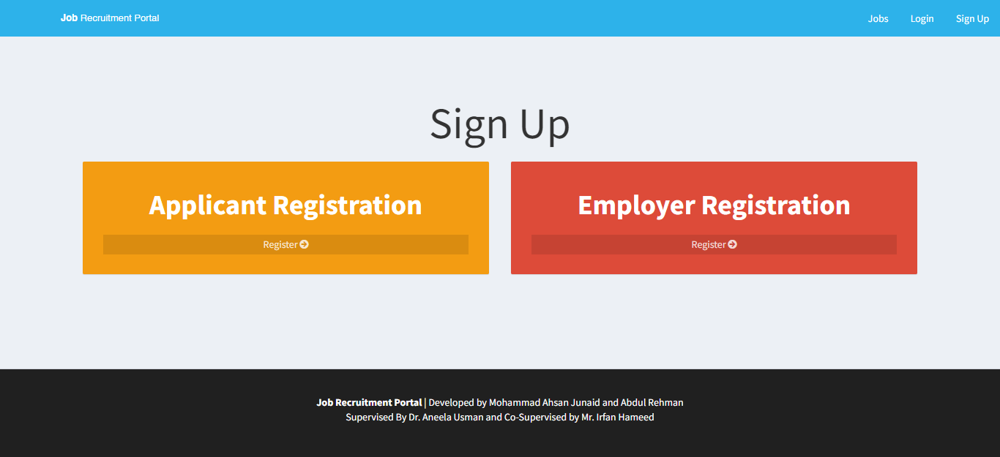 Job Recruitment Portal
Jobs Login Sign Up
Sign Up
Applicant Registration
Register
Employer Registration
Register
Job Recruitment Portal | Developed by Mohammad Ahsan Junaid and Abdul Rehman
Supervised By Dr. Aneela Usman and Co-Supervised by Mr. Irfan Hameed